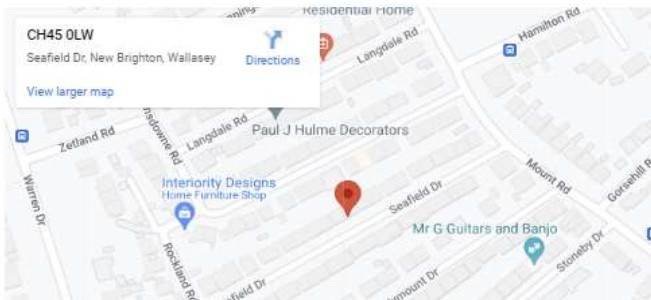 CH45 0LW
Seafield Dr, New Brighton, Wallasey
Directions
View larger map
Residential Home
Hamilton Rd
Langdale Rd
Zetland Rd
Langdale Rd
Paul J Hulme Decorators
Warren Dr
Interiority Designs
Home Furniture Shop
Seafield Dr
Mount Rd
Gorsehill
Mr G Guitars and Banjo
Rockland
Stoneby Dr